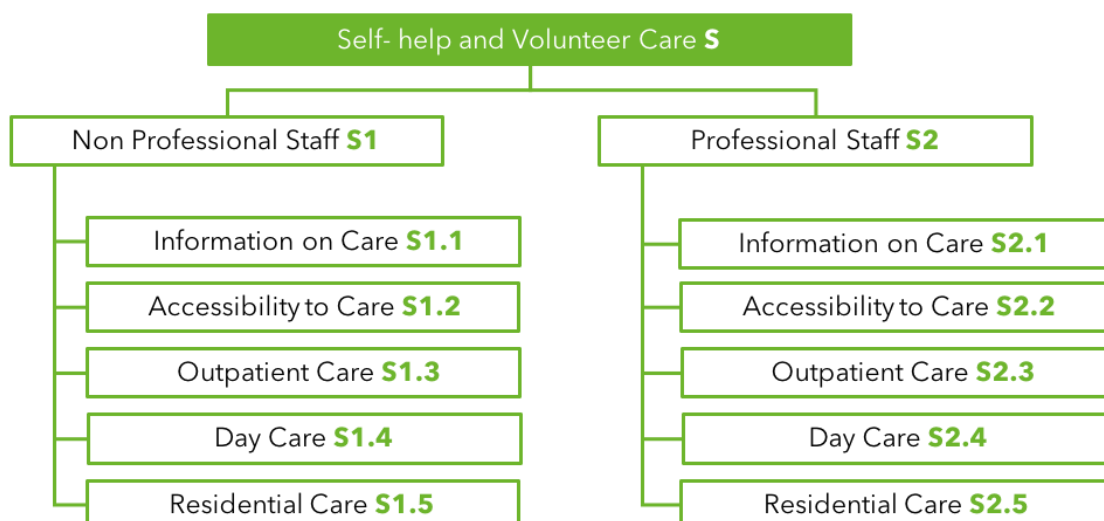 Self- help and Volunteer Care S
Non Professional Staff S1
Professional Staff S2
Information on Care S1.1
Accessibility to Care S1.2
Outpatient Care S1.3
Day Care S1.4
Residential Care S1.5
Information on Care S2.1
Accessibility to Care S2.2
Outpatient Care S2.3
Day Care S2.4
Residential Care S2.5